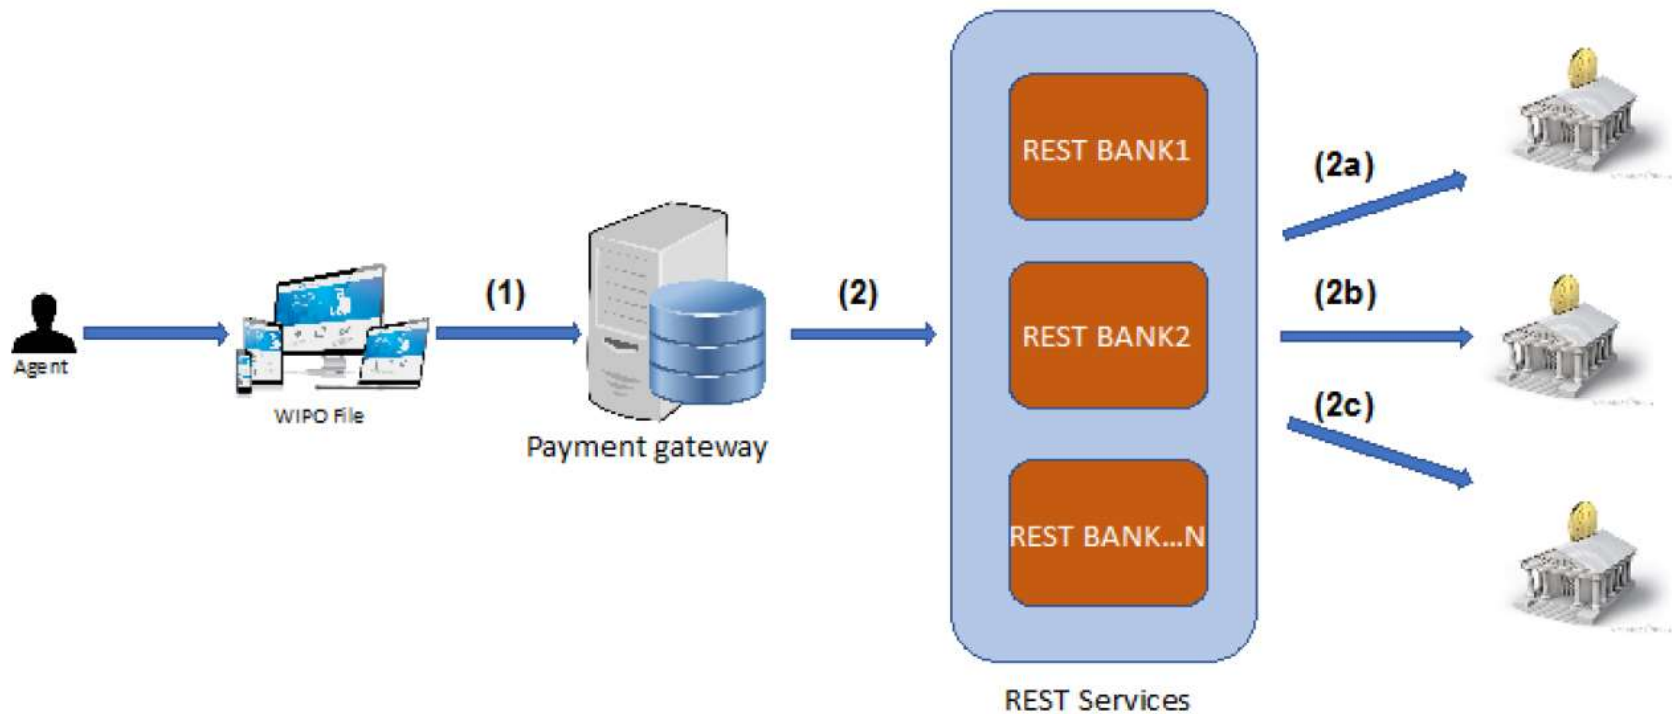 Agent
WIPO File
(1)
Payment gateway
(2)
REST BANK1
REST BANK2
REST BANK...N
REST Services
(2a)
(2b)
(2c)